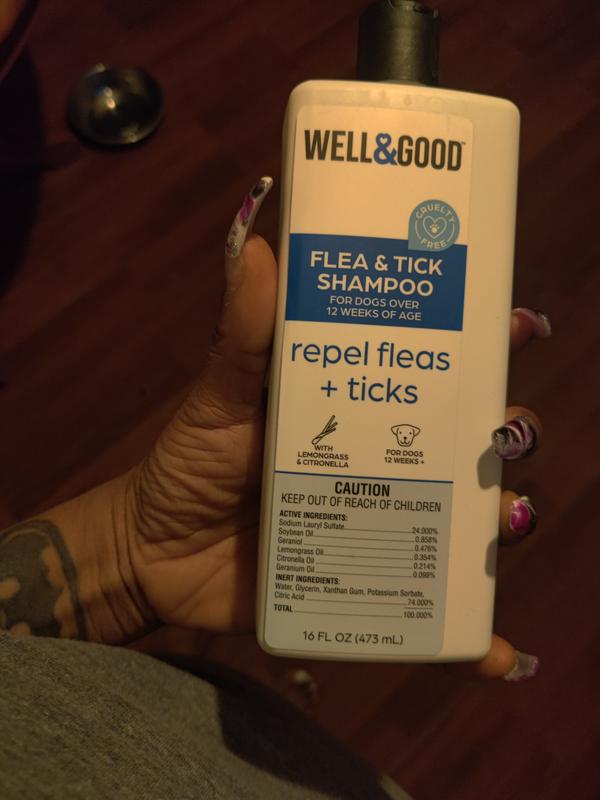 WELL&GOOD™
CRUELTY
FREE
FLEA & TICK
SHAMPOO
FOR DOGS OVER
12 WEEKS OF AGE
repel fleas
+ ticks
WITH
LEMONGRASS
& CITRONELLA
FOR DOGS
12 WEEKS +
CAUTION
KEEP OUT OF REACH OF CHILDREN
ACTIVE INGREDIENTS:
Sodium Lauryl Sulfate 24.000%
Soybean Oil 0.858%
Geraniol 0.476%
Lemongrass Oil 0.354%
Citronella Oil 0.214%
Geranium Oil 0.098%
INERT INGREDIENTS:
Water, Glycerin, Xanthan Gum, Potassium Sorbate,
Citric Acid 74.000%
TOTAL 100.000%
16 FL OZ (473 mL)